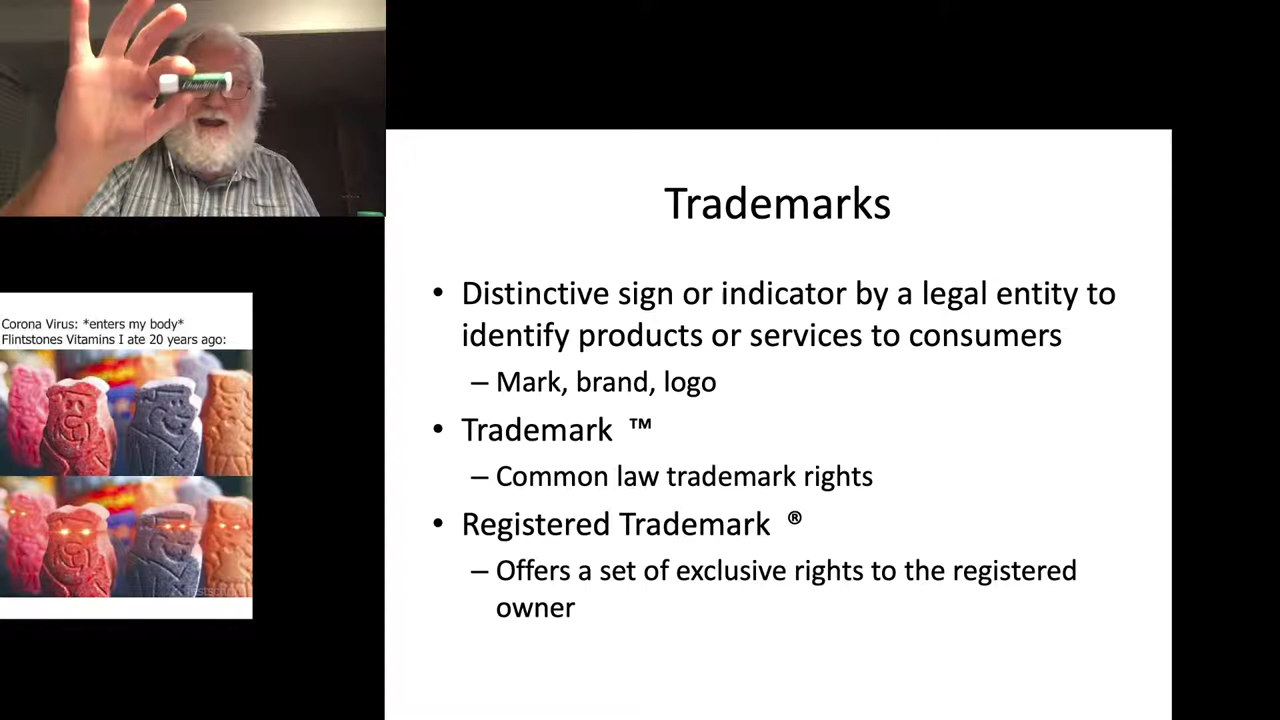 ChapStick
Trademarks
• Distinctive sign or indicator by a legal entity to
identify products or services to consumers
– Mark, brand, logo
• Trademark ™
– Common law trademark rights
• Registered Trademark ®
– Offers a set of exclusive rights to the registered
owner
Corona Virus: *enters my body*
Flintstones Vitamins I ate 20 years ago: